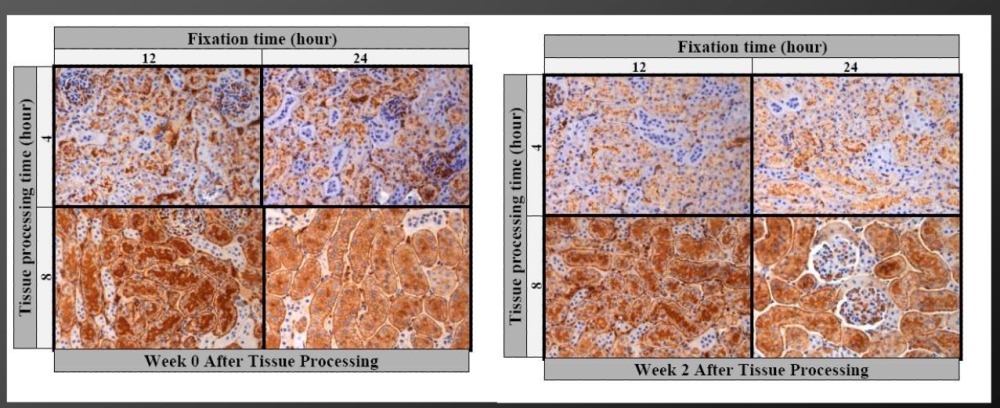 Fixation time (hour)
12 24
Tissue processing time (hour)
4
8
Week 0 After Tissue Processing
Fixation time (hour)
12 24
Tissue processing time (hour)
4
8
Week 2 After Tissue Processing